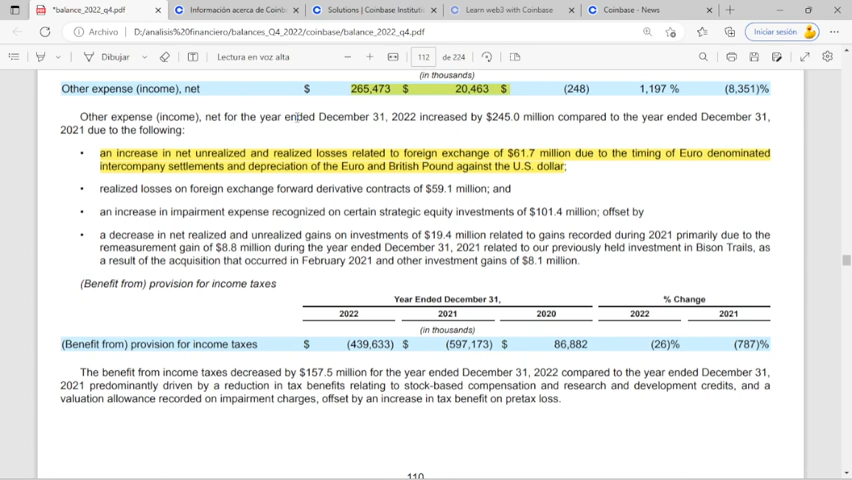 *balance_2022_q4.pdf
Información acerca de Coinb
Solutions | Coinbase Institutio
Learn web3 with Coinbase
Coinbase - News
Archivo
D:/analisis%20financiero/balances_Q4_2022/coinbase/balance_2022_q4.pdf
Iniciar sesión
Dibujar
Lectura en voz alta
112 de 224
(in thousands)
Other expense (income), net $ 265,473 $ 20,463 $ (248) 1,197 % (8,351)%
Other expense (income), net for the year ended December 31, 2022 increased by $245.0 million compared to the year ended December 31,
2021 due to the following:
• an increase in net unrealized and realized losses related to foreign exchange of $61.7 million due to the timing of Euro denominated
intercompany settlements and depreciation of the Euro and British Pound against the U.S. dollar;
• realized losses on foreign exchange forward derivative contracts of $59.1 million; and
• an increase in impairment expense recognized on certain strategic equity investments of $101.4 million; offset by
• a decrease in net realized and unrealized gains on investments of $19.4 million related to gains recorded during 2021 primarily due to the
remeasurement gain of $8.8 million during the year ended December 31, 2021 related to our previously held investment in Bison Trails, as
a result of the acquisition that occurred in February 2021 and other investment gains of $8.1 million.
(Benefit from) provision for income taxes
Year Ended December 31, % Change
2022 2021 2020 2022 2021
(in thousands)
(Benefit from) provision for income taxes $ (439,633) $ (597,173) $ 86,882 (26)% (787)%
The benefit from income taxes decreased by $157.5 million for the year ended December 31, 2022 compared to the year ended December 31,
2021 predominantly driven by a reduction in tax benefits relating to stock-based compensation and research and development credits, and a
valuation allowance recorded on impairment charges, offset by an increase in tax benefit on pretax loss.
110